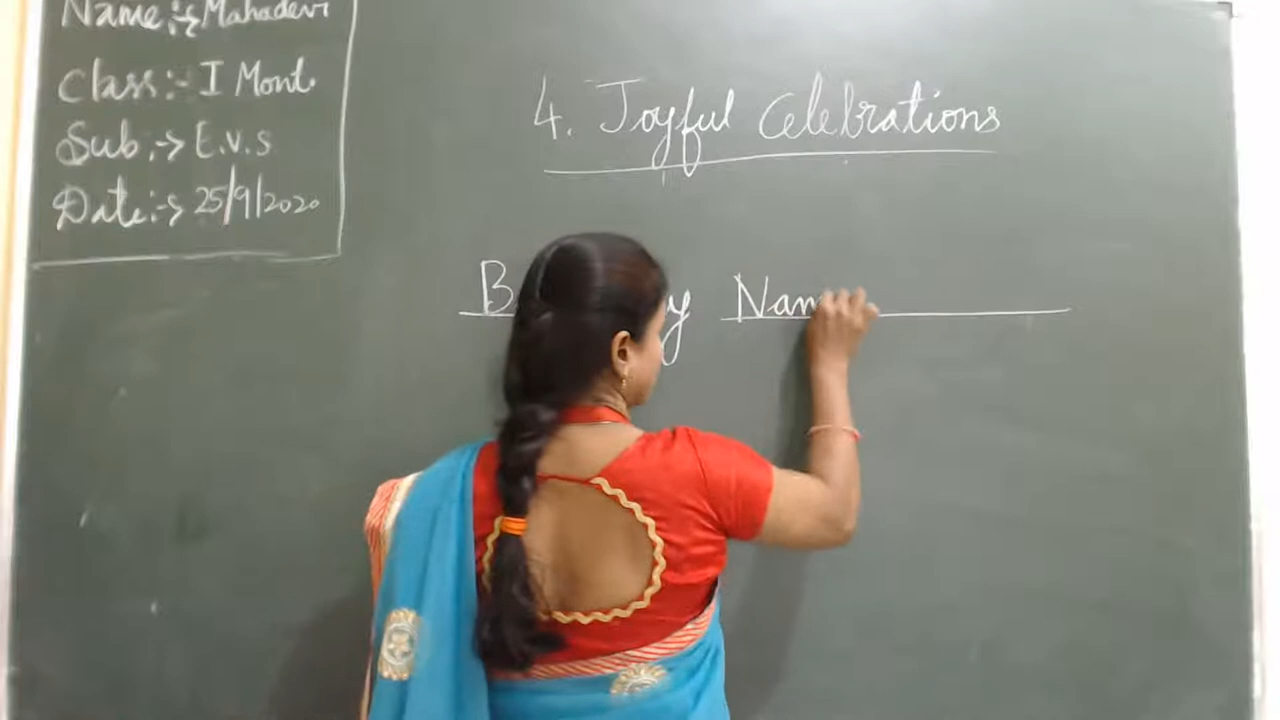 Name:-> Mahadevi
Class:- I Mont.
Sub:-> E.V.S
Date:-> 25/9/2020
4. Joyful Celebrations
B y Nam